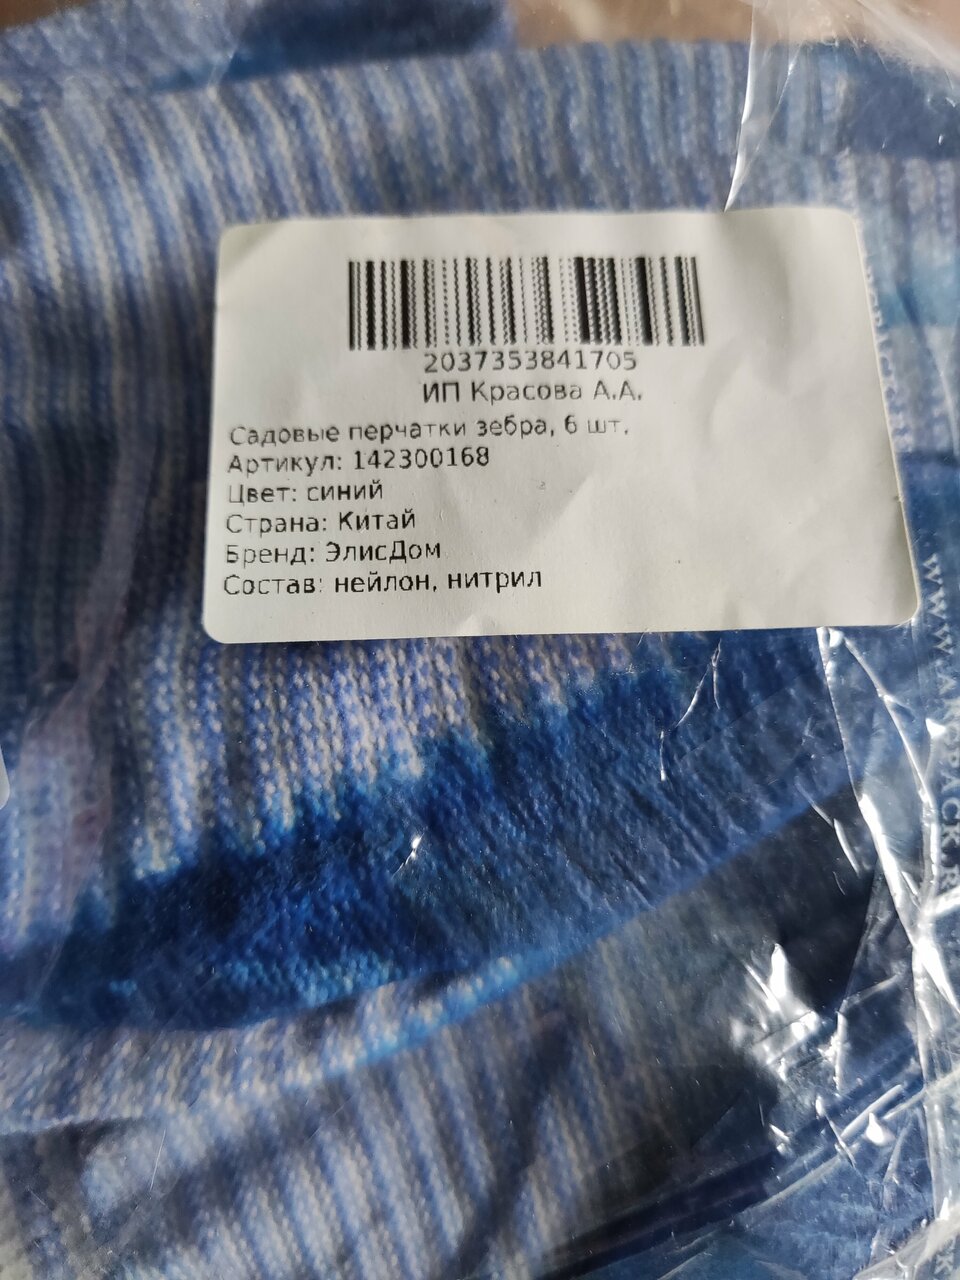 2037353841705
ИП Красова А.А.
Садовые перчатки зебра, 6 шт.
Артикул: 142300168
Цвет: синий
Страна: Китай
Бренд: ЭлисДом
Состав: нейлон, нитрил